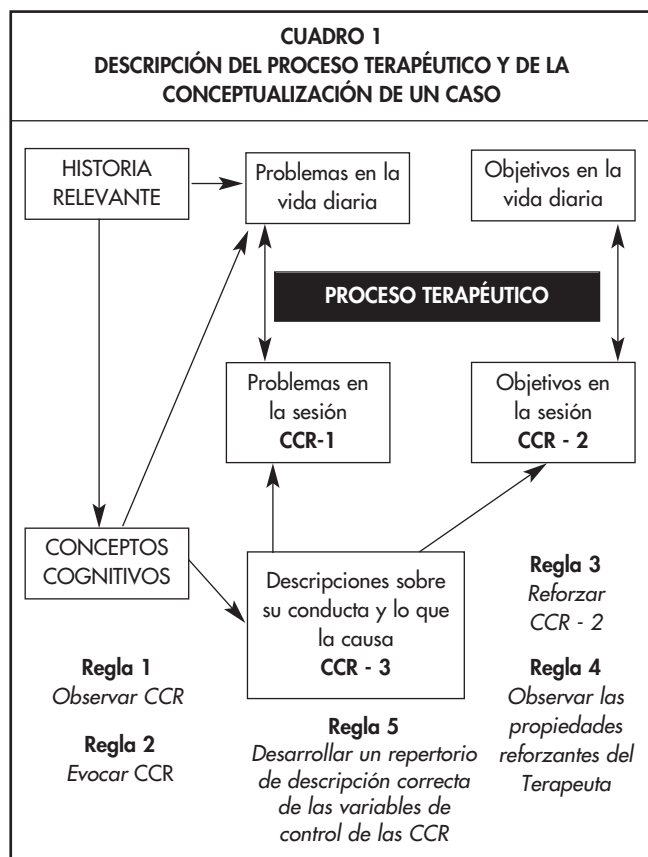 CUADRO 1
DESCRIPCIÓN DEL PROCESO TERAPÉUTICO Y DE LA
CONCEPTUALIZACIÓN DE UN CASO
HISTORIA
RELEVANTE
Problemas en la
vida diaria
Objetivos en la
vida diaria
PROCESO TERAPÉUTICO
Problemas en
la sesión
CCR-1
Objetivos en
la sesión
CCR - 2
CONCEPTOS
COGNITIVOS
Descripciones sobre
su conducta y lo que
la causa
CCR - 3
Regla 1
Observar CCR
Regla 2
Evocar CCR
Regla 5
Desarrollar un repertorio
de descripción correcta
de las variables de
control de las CCR
Regla 3
Reforzar
CCR - 2
Regla 4
Observar las
propiedades
reforzantes del
Terapeuta